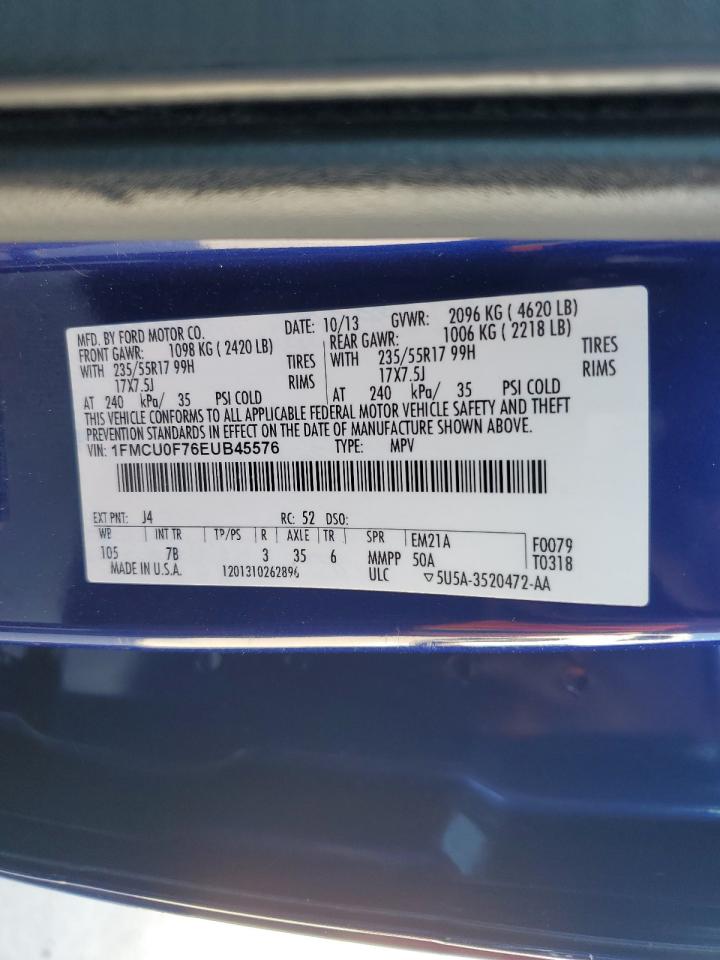 MFD. BY FORD MOTOR CO. DATE: 10/13 GVWR: 2096 KG ( 4620 LB)
FRONT GAWR: 1098 KG ( 2420 LB) REAR GAWR: 1006 KG ( 2218 LB)
WITH 235/55R17 99H TIRES WITH 235/55R17 99H TIRES
17X7.5J RIMS 17X7.5J RIMS
AT 240 kPa/ 35 PSI COLD AT 240 kPa/ 35 PSI COLD
THIS VEHICLE CONFORMS TO ALL APPLICABLE FEDERAL MOTOR VEHICLE SAFETY AND THEFT
PREVENTION STANDARDS IN EFFECT ON THE DATE OF MANUFACTURE SHOWN ABOVE.
VIN: 1FMCU0F76EUB45576 TYPE: MPV
EXT PNT: J4 RC: 52 DSO:
WB INT TR TP/PS R AXLE TR SPR EM21A F0079
105 7B 3 35 6 MMPP 50A T0318
MADE IN U.S.A. 1201310262896 ULC ▽5U5A-3520472-AA